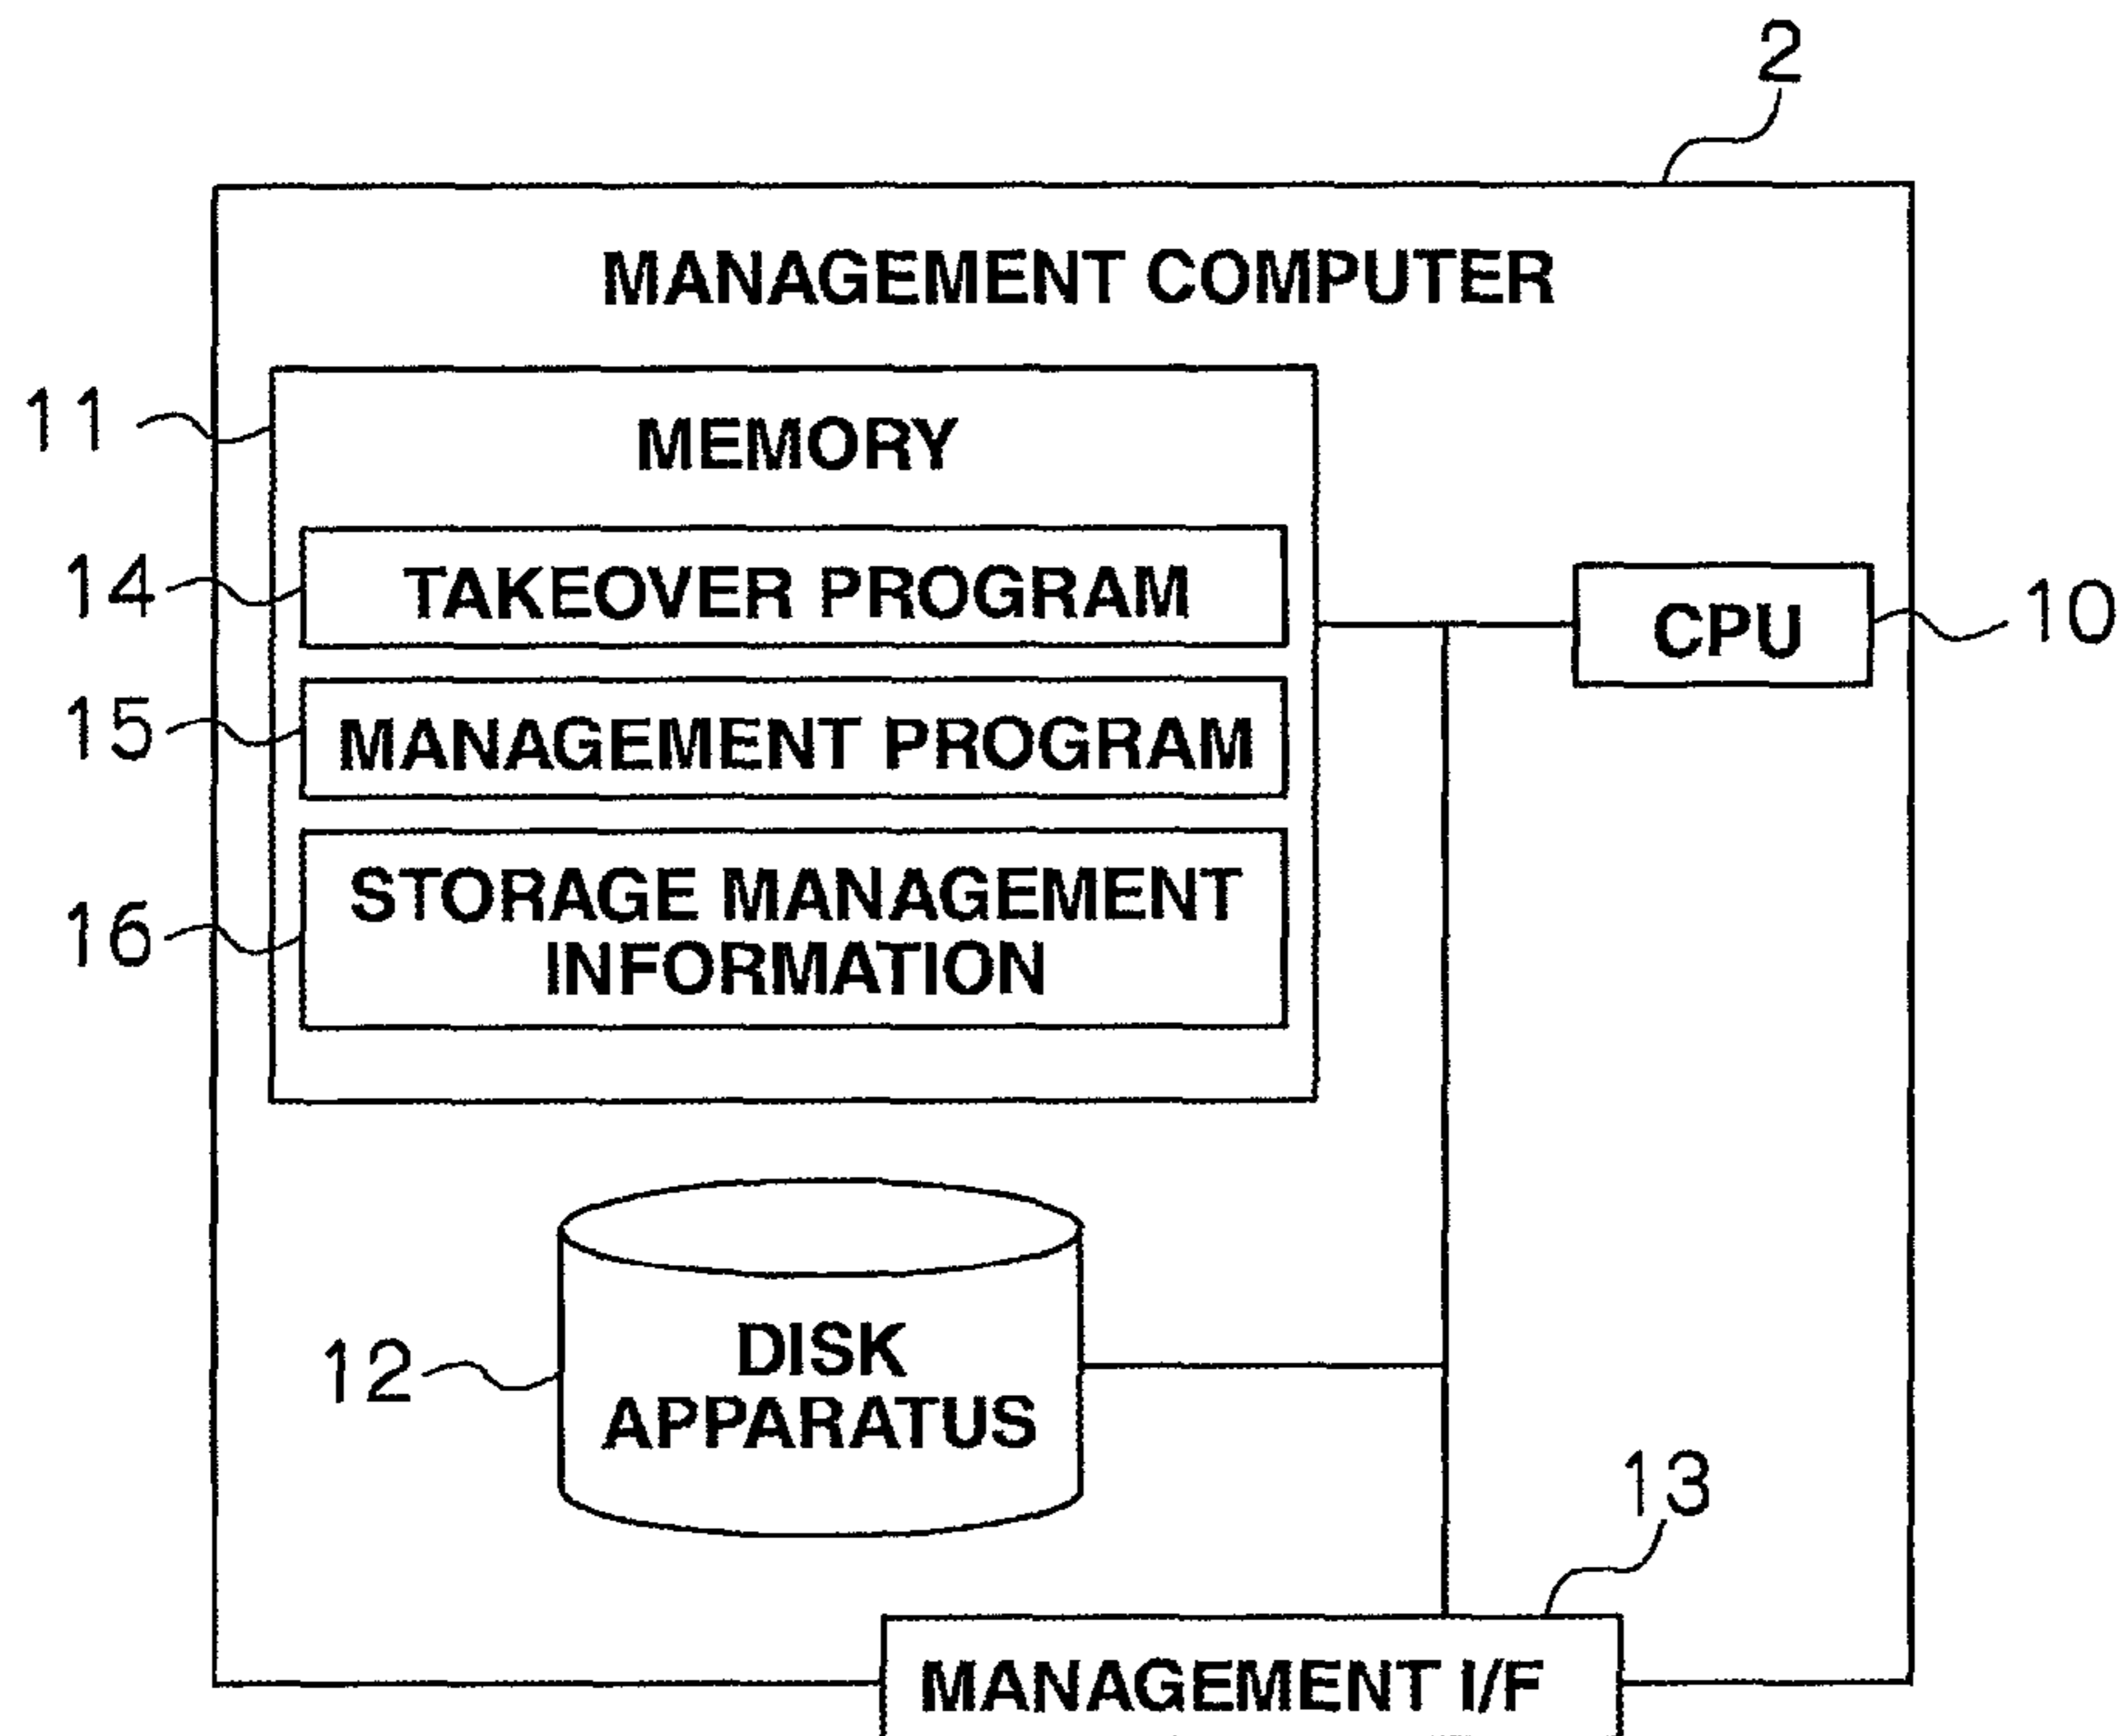 2
MANAGEMENT COMPUTER
11
MEMORY
14
TAKEOVER PROGRAM
CPU
10
15
MANAGEMENT PROGRAM
16
STORAGE MANAGEMENT
INFORMATION
12
DISK
APPARATUS
13
MANAGEMENT I/F